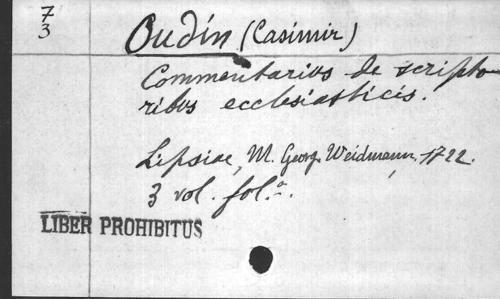 7
3
Oudin (Casimir)
Commentarius de scripto-
ribus ecclesiasticis.
Lipsiae, M. Georg. Weidmann, 1722.
3 vol. fol.º.
LIBER PROHIBITUS